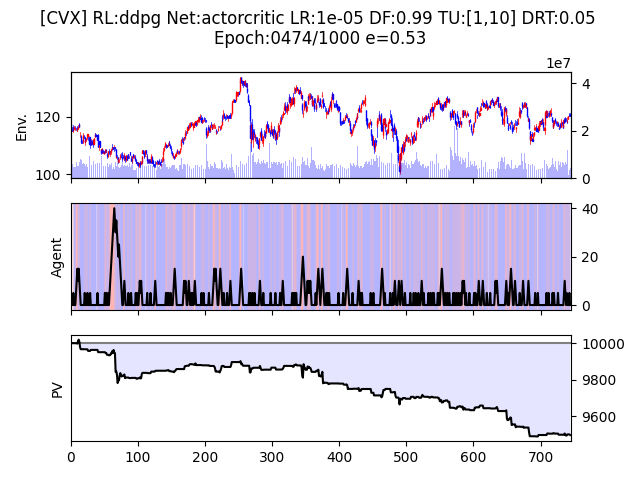 [CVX] RL:ddpg Net:actorcritic LR:1e-05 DF:0.99 TU:[1,10] DRT:0.05
Epoch:0474/1000 e=0.53
1e7
Env.
120
100
4
2
0
Agent
40
20
0
PV
10000
9800
9600
0 100 200 300 400 500 600 700